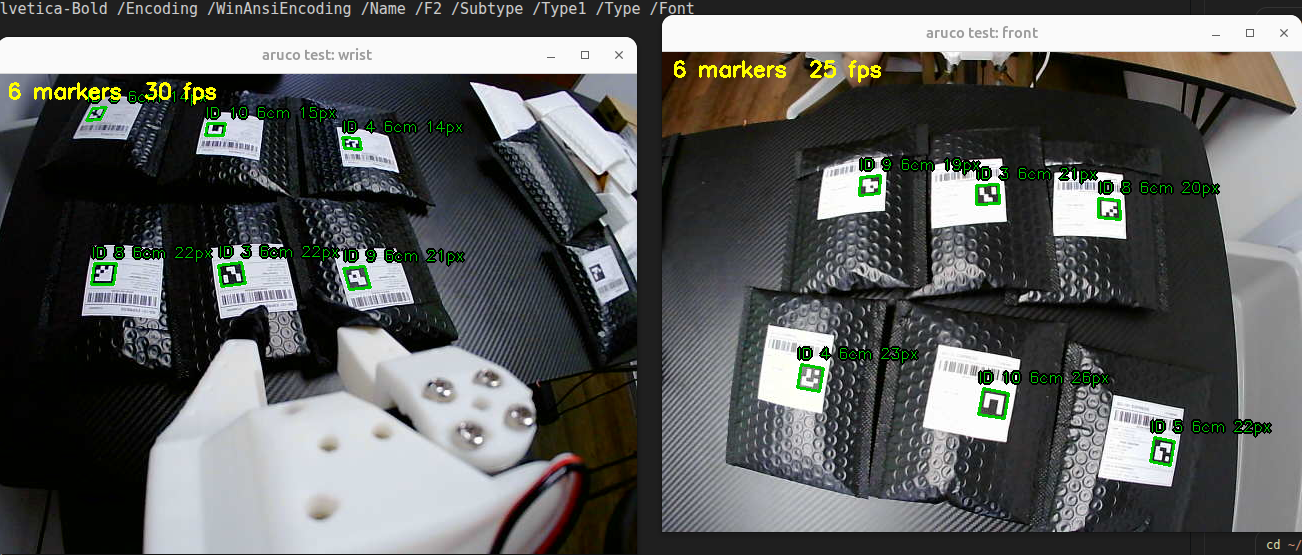 lvetica-Bold /Encoding /WinAnsiEncoding /Name /F2 /Subtype /Type1 /Type /Font
aruco test: wrist
6 markers 30 fps
6cm 14px
ID 10 6cm 15px
ID 4 6cm 14px
ID 8 6cm 22px
ID 3 6cm 22px
ID 9 6cm 21px
aruco test: front
6 markers 25 fps
ID 9 6cm 19px
ID 3 6cm 21px
ID 8 6cm 20px
ID 4 6cm 23px
ID 10 6cm 26px
ID 5 6cm 22px
cd ~/